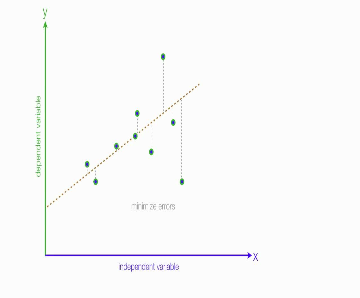 y
dependent variable
minimize errors
x
independent variable